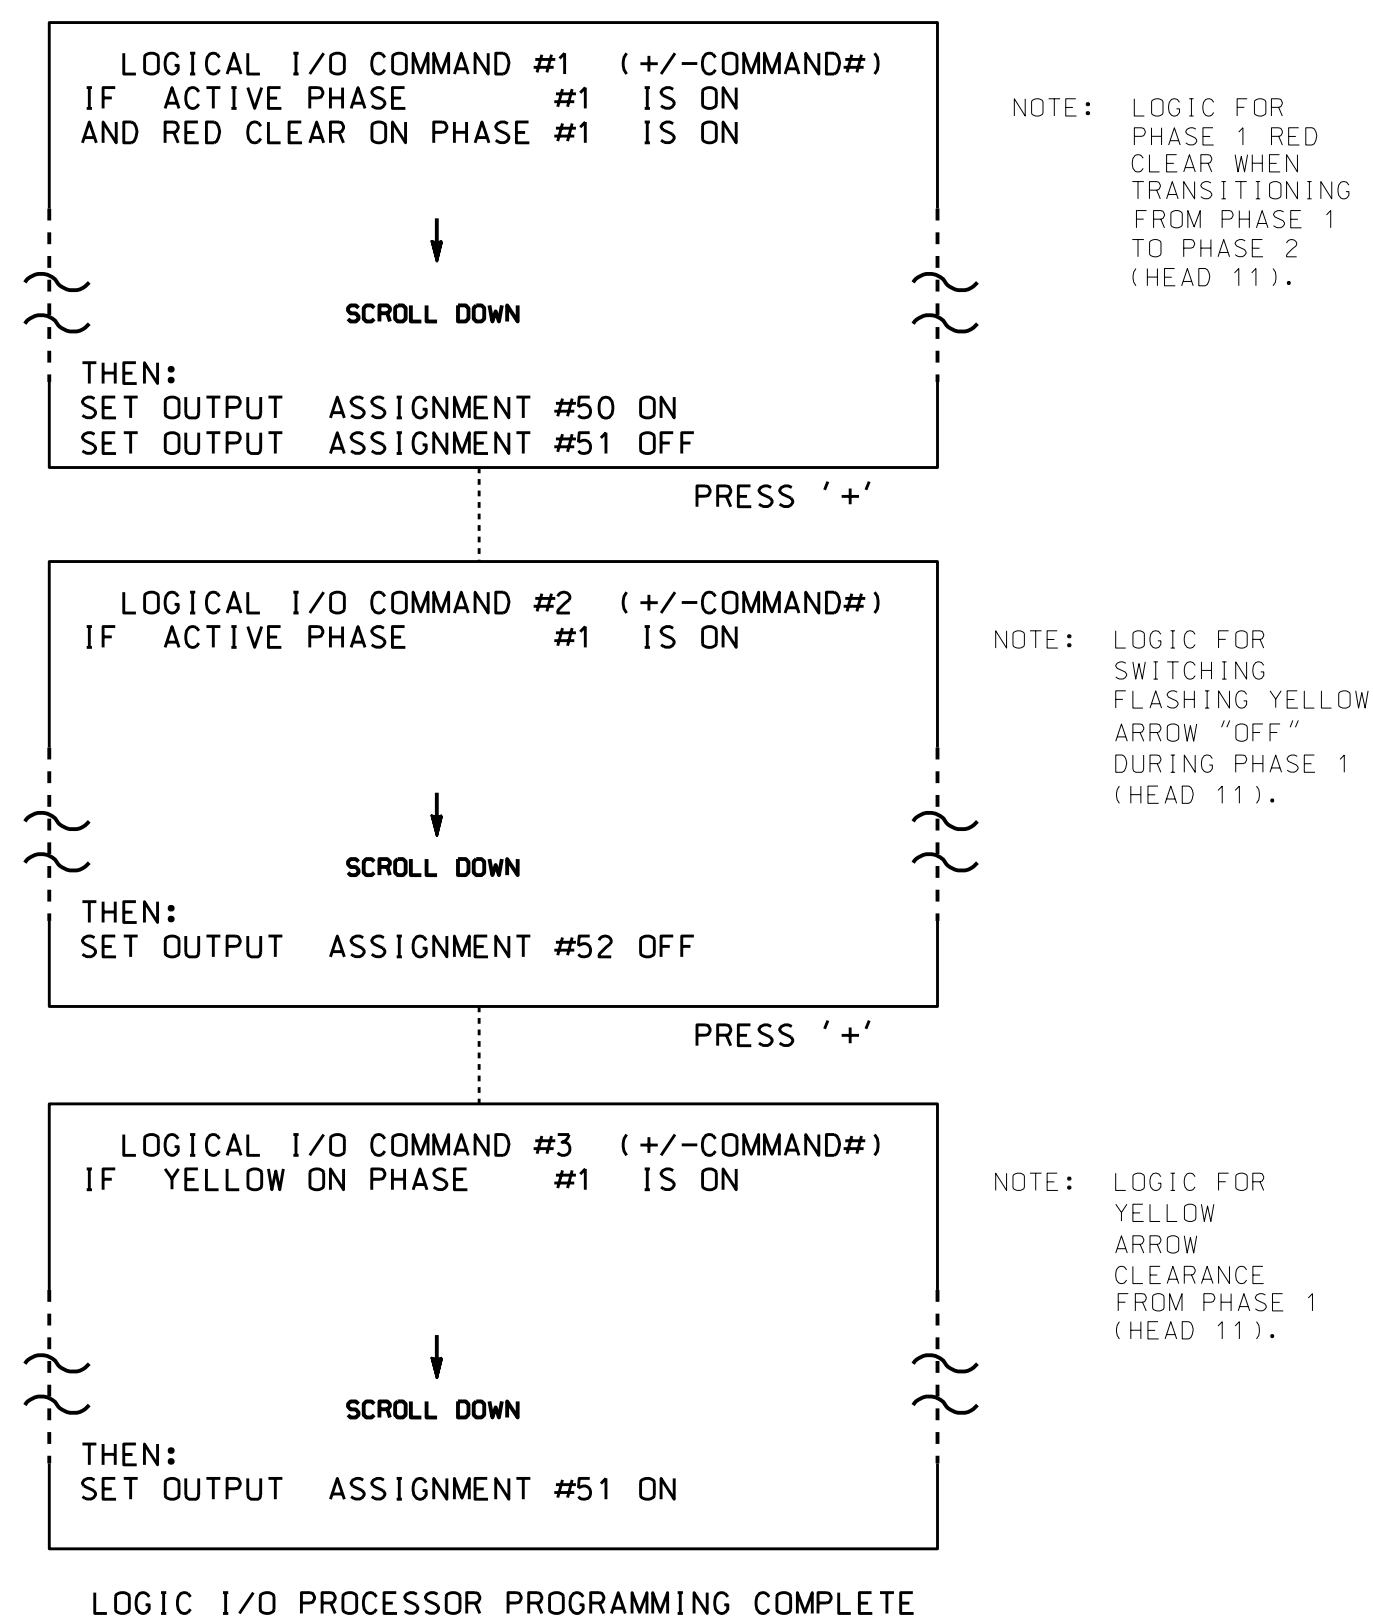 LOGICAL I/O COMMAND #1 (+/-COMMAND#)
IF ACTIVE PHASE #1 IS ON
AND RED CLEAR ON PHASE #1 IS ON
SCROLL DOWN
THEN:
SET OUTPUT ASSIGNMENT #50 ON
SET OUTPUT ASSIGNMENT #51 OFF
NOTE: LOGIC FOR
PHASE 1 RED
CLEAR WHEN
TRANSITIONING
FROM PHASE 1
TO PHASE 2
(HEAD 11).
PRESS '+'
LOGICAL I/O COMMAND #2 (+/-COMMAND#)
IF ACTIVE PHASE #1 IS ON
SCROLL DOWN
THEN:
SET OUTPUT ASSIGNMENT #52 OFF
NOTE: LOGIC FOR
SWITCHING
FLASHING YELLOW
ARROW "OFF"
DURING PHASE 1
(HEAD 11).
PRESS '+'
LOGICAL I/O COMMAND #3 (+/-COMMAND#)
IF YELLOW ON PHASE #1 IS ON
SCROLL DOWN
THEN:
SET OUTPUT ASSIGNMENT #51 ON
NOTE: LOGIC FOR
YELLOW
ARROW
CLEARANCE
FROM PHASE 1
(HEAD 11).
LOGIC I/O PROCESSOR PROGRAMMING COMPLETE